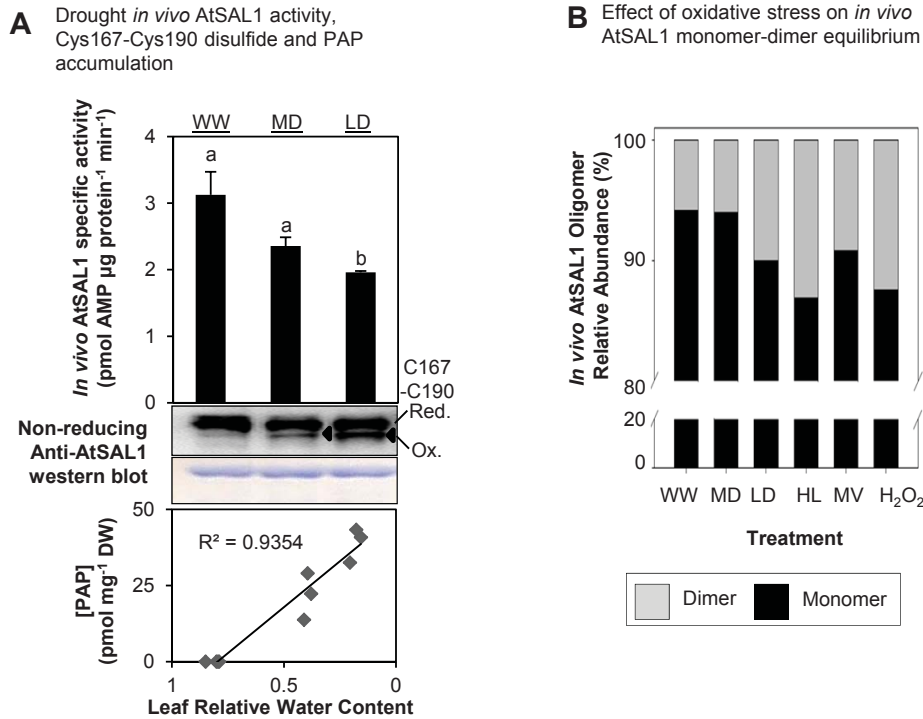 A
Drought in vivo AtSAL1 activity,
Cys167-Cys190 disulfide and PAP
accumulation
In vivo AtSAL1 specific activity
(pmol AMP µg protein⁻¹ min⁻¹)
WW MD LD
4
3
2
1
0
a
a
b
C167
-C190
Red.
Ox.
Non-reducing
Anti-AtSAL1
western blot
[PAP]
(pmol mg⁻¹ DW)
50
25
0
R² = 0.9354
1 0.5 0
Leaf Relative Water Content
B
Effect of oxidative stress on in vivo
AtSAL1 monomer-dimer equilibrium
In vivo AtSAL1 Oligomer
Relative Abundance (%)
100
90
80
20
0
WW MD LD HL MV H₂O₂
Treatment
Dimer Monomer